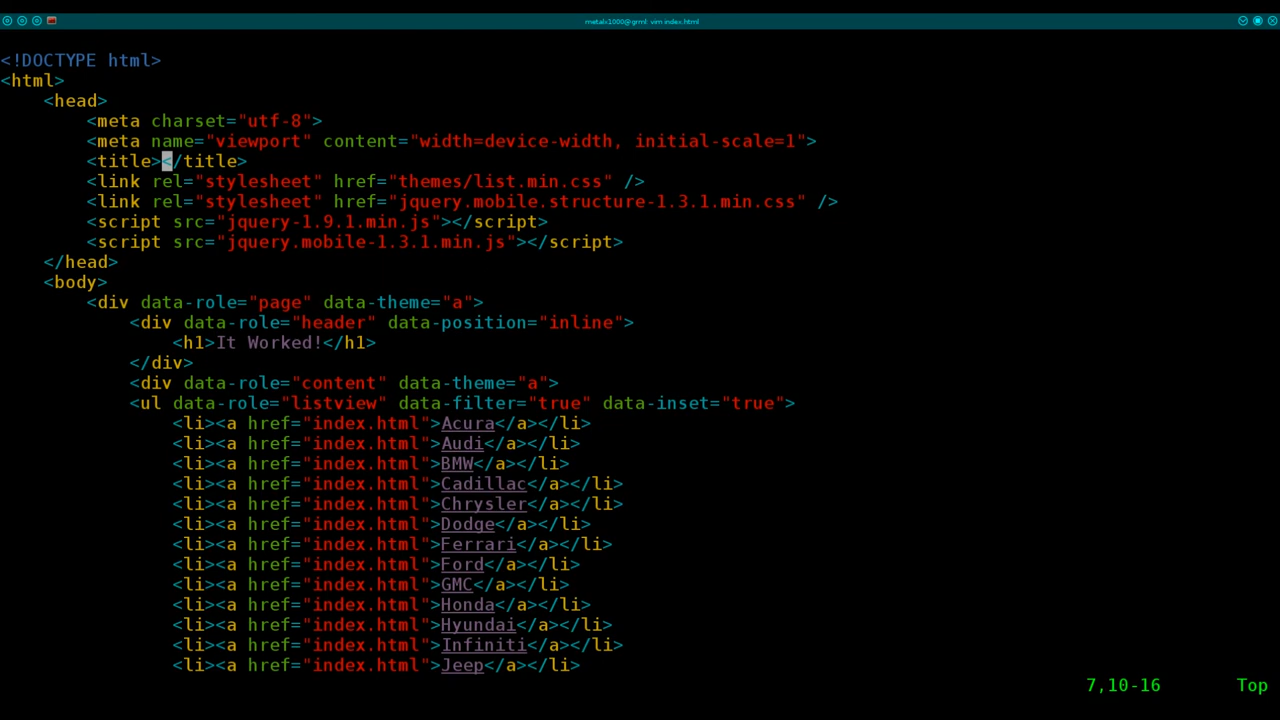 metalx1000@grml: vim index.html
<!DOCTYPE html>
<html>
    <head>
        <meta charset="utf-8">
        <meta name="viewport" content="width=device-width, initial-scale=1">
        <title></title>
        <link rel="stylesheet" href="themes/list.min.css" />
        <link rel="stylesheet" href="jquery.mobile.structure-1.3.1.min.css" />
        <script src="jquery-1.9.1.min.js"></script>
        <script src="jquery.mobile-1.3.1.min.js"></script>
    </head>
    <body>
        <div data-role="page" data-theme="a">
            <div data-role="header" data-position="inline">
                <h1>It Worked!</h1>
            </div>
            <div data-role="content" data-theme="a">
            <ul data-role="listview" data-filter="true" data-inset="true">
                <li><a href="index.html">Acura</a></li>
                <li><a href="index.html">Audi</a></li>
                <li><a href="index.html">BMW</a></li>
                <li><a href="index.html">Cadillac</a></li>
                <li><a href="index.html">Chrysler</a></li>
                <li><a href="index.html">Dodge</a></li>
                <li><a href="index.html">Ferrari</a></li>
                <li><a href="index.html">Ford</a></li>
                <li><a href="index.html">GMC</a></li>
                <li><a href="index.html">Honda</a></li>
                <li><a href="index.html">Hyundai</a></li>
                <li><a href="index.html">Infiniti</a></li>
                <li><a href="index.html">Jeep</a></li>
7,10-16 Top